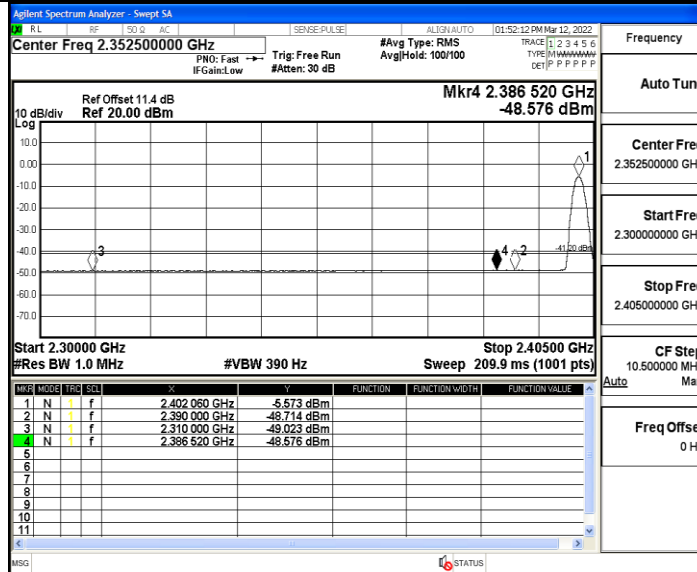 Agilent Spectrum Analyzer - Swept SA
RL RF 50 Ω AC SENSE:PULSE ALIGNAUTO 01:52:12 PM Mar 12, 2022
Center Freq 2.352500000 GHz #Avg Type: RMS TRACE 1 2 3 4 5 6
PNO: Fast Trig: Free Run Avg|Hold: 100/100 TYPE M W W W W W
IFGain:Low #Atten: 30 dB DET P P P P P P
Ref Offset 11.4 dB Mkr4 2.386 520 GHz
10 dB/div Ref 20.00 dBm -48.576 dBm
Log
10.0
0.00
-10.0
-20.0
-30.0
-40.0
-50.0
-60.0
-70.0
1
3
4
2
-41.20 dBm
Start 2.30000 GHz Stop 2.40500 GHz
#Res BW 1.0 MHz #VBW 390 Hz Sweep 209.9 ms (1001 pts)
MKR MODE TRC SCL X Y FUNCTION FUNCTION WIDTH FUNCTION VALUE
1 N 1 f 2.402 060 GHz -5.573 dBm
2 N 1 f 2.390 000 GHz -48.714 dBm
3 N 1 f 2.310 000 GHz -49.023 dBm
4 N 1 f 2.386 520 GHz -48.576 dBm
5
6
7
8
9
10
11
MSG STATUS
Frequency
Auto Tun
Center Fre
2.352500000 GH
Start Fre
2.300000000 GH
Stop Fre
2.405000000 GH
CF Ste
10.500000 MH
Auto Ma
Freq Offse
0 H